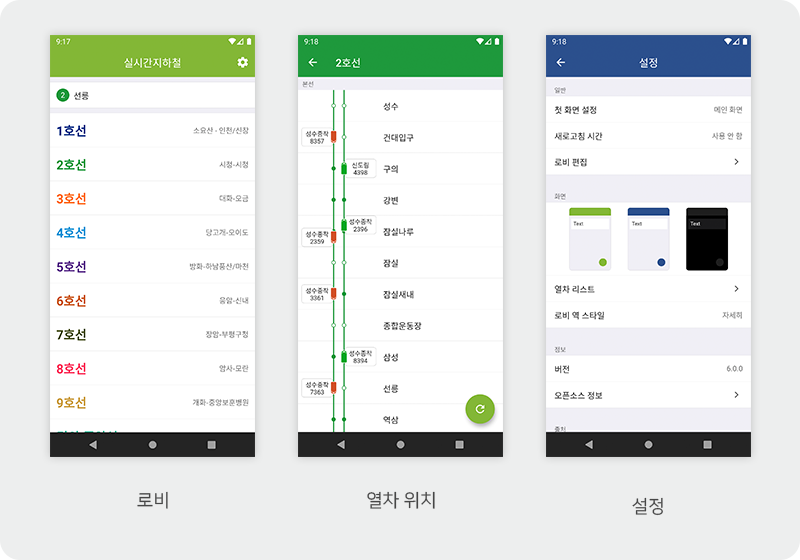 9:17
실시간지하철
2 선릉
1호선 소요산 - 인천/신창
2호선 시청-시청
3호선 대화-오금
4호선 당고개-오이도
5호선 방화-하남풍산/마천
6호선 응암-신내
7호선 장암-부평구청
8호선 암사-모란
9호선 개화-중앙보훈병원
로비
9:18
2호선
본선
성수
성수종착
8357
건대입구
신도림
4398
구의
강변
성수종착
2396
성수종착
2359
잠실나루
잠실
성수종착
3361
잠실새내
종합운동장
성수종착
8394
삼성
성수종착
7363
선릉
역삼
열차 위치
9:18
설정
일반
첫 화면 설정 메인 화면
새로고침 시간 사용 안 함
로비 편집
화면
Text Text Text
열차 리스트
로비 역 스타일 자세히
정보
버전 6.0.0
오픈소스 정보
출처
설정